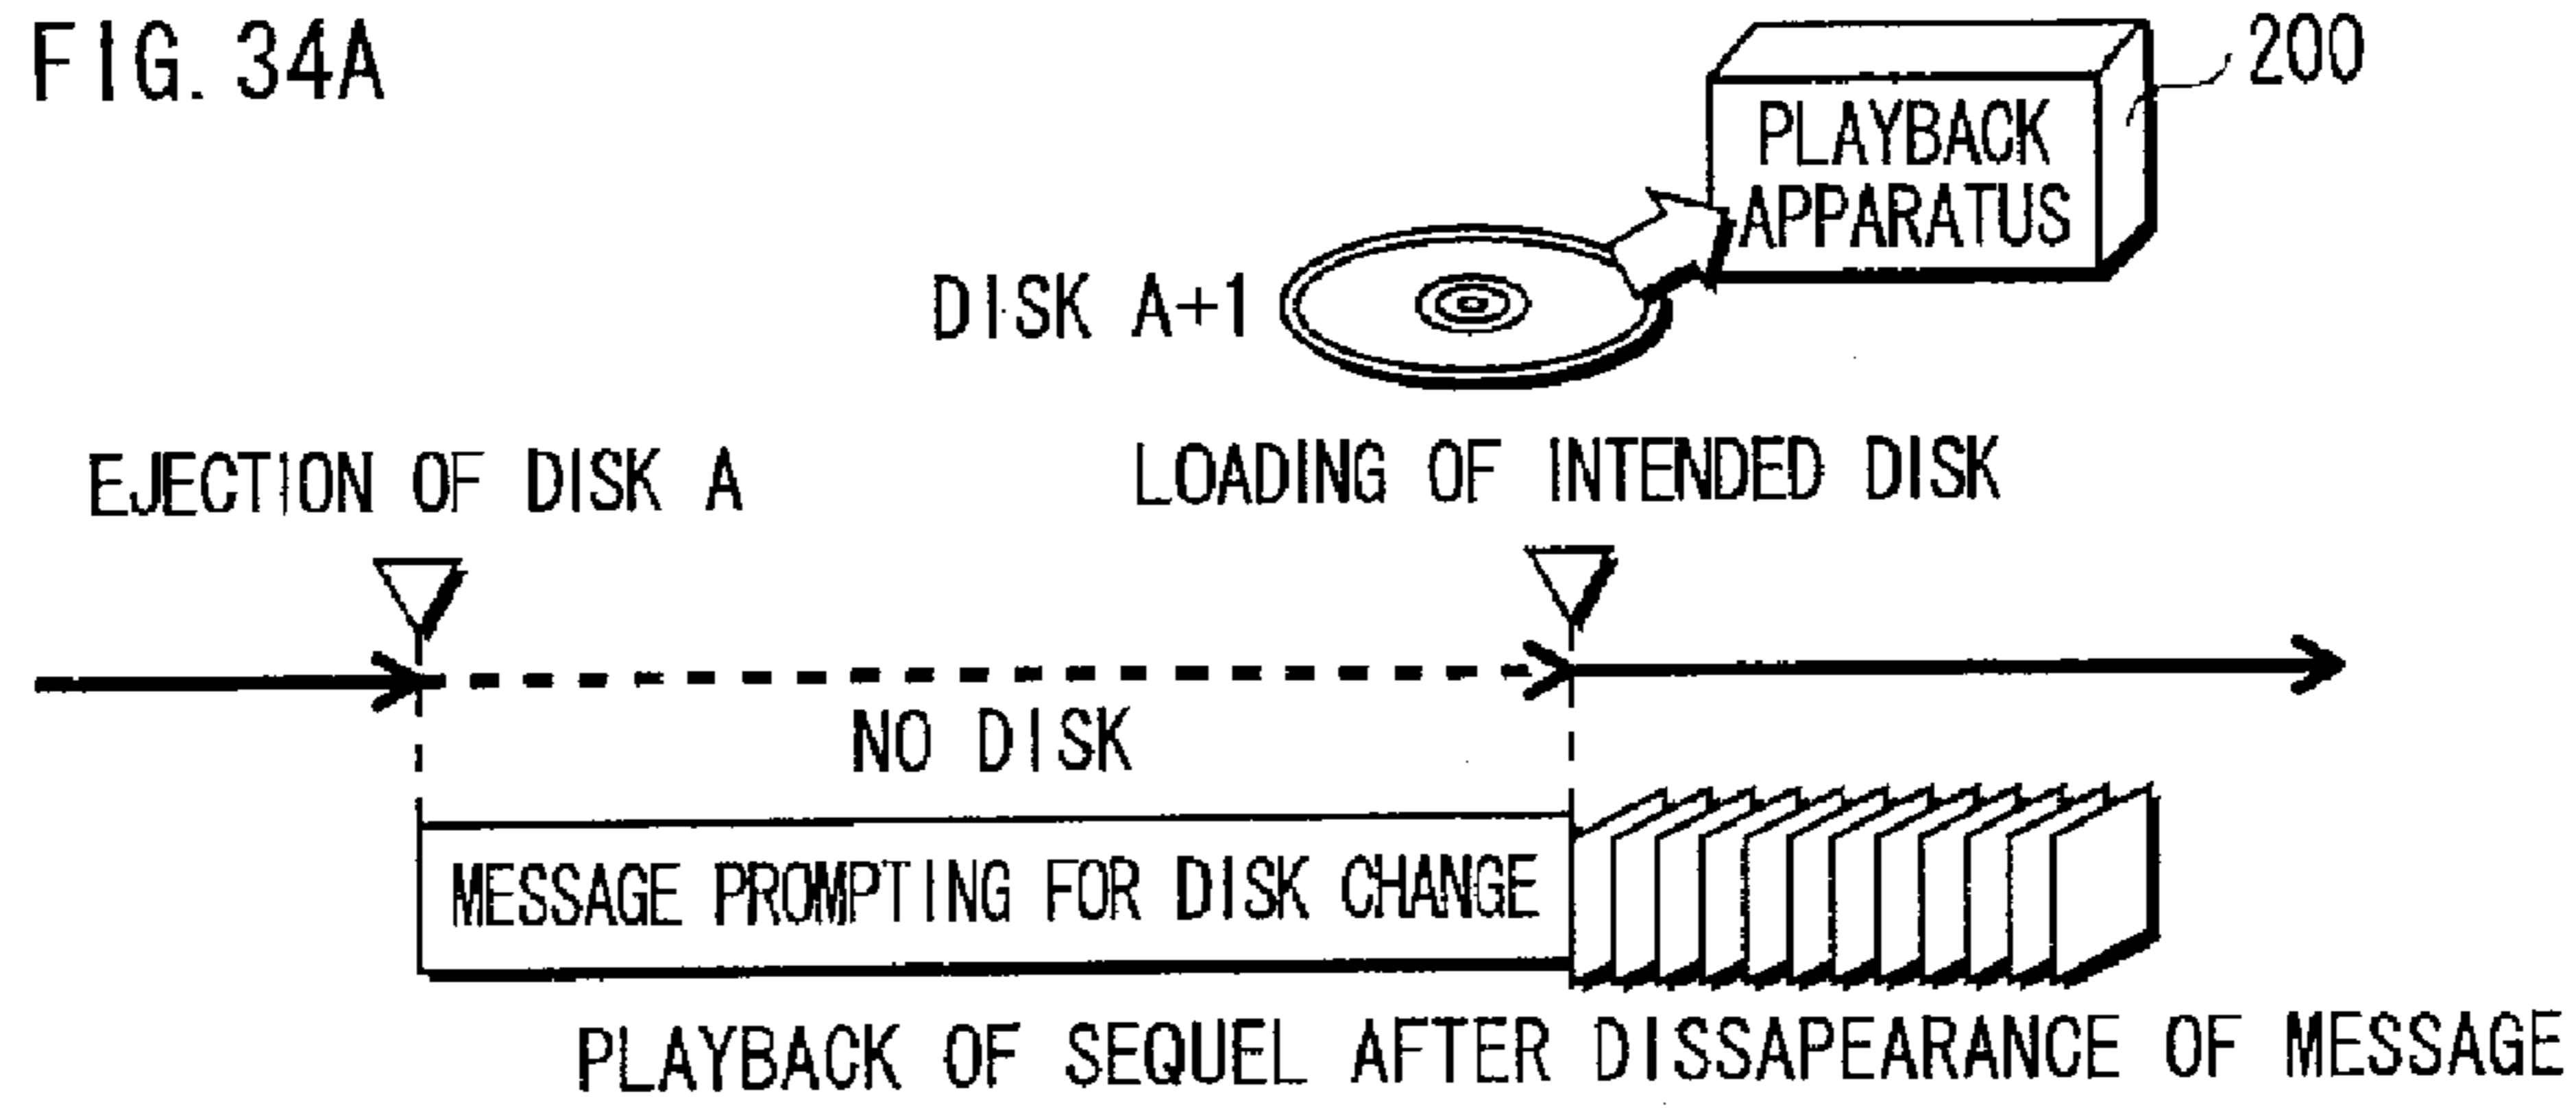 FIG. 34A
200
PLAYBACK
APPARATUS
DISK A+1
EJECTION OF DISK A
LOADING OF INTENDED DISK
NO DISK
MESSAGE PROMPTING FOR DISK CHANGE
PLAYBACK OF SEQUEL AFTER DISSAPEARANCE OF MESSAGE